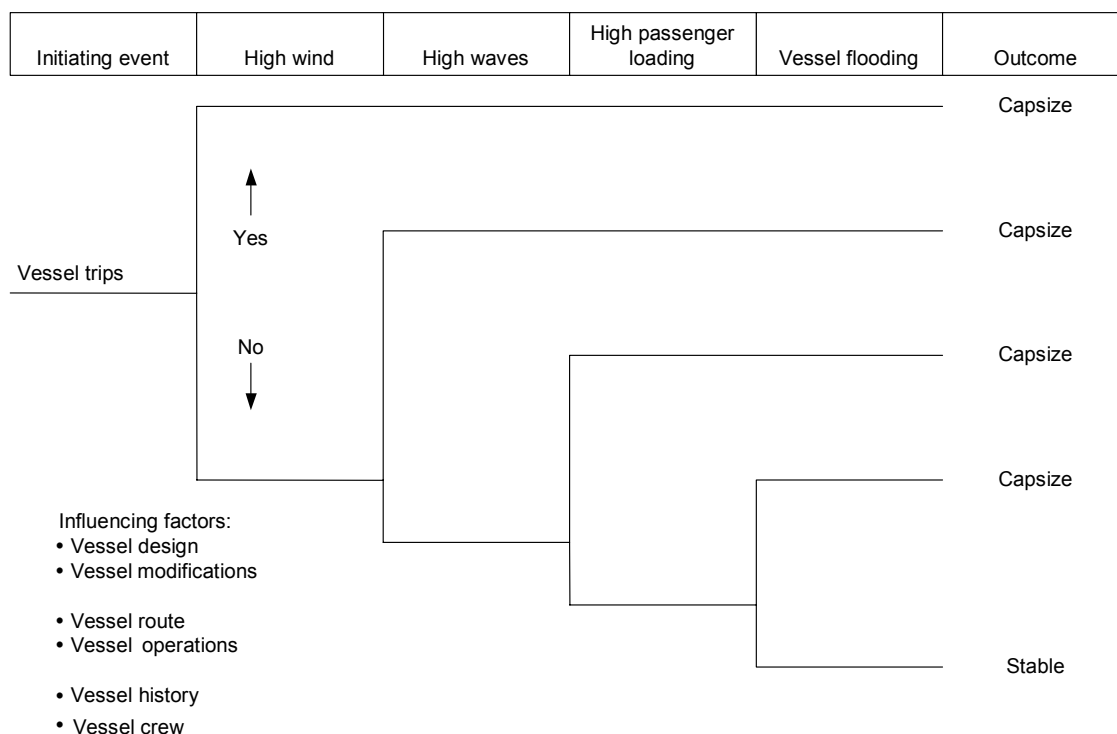 Initiating event
High wind
High waves
High passenger
loading
Vessel flooding
Outcome
Capsize
Yes
Capsize
Vessel trips
No
Capsize
Capsize
Influencing factors:
• Vessel design
• Vessel modifications
• Vessel route
• Vessel operations
Stable
• Vessel history
• Vessel crew